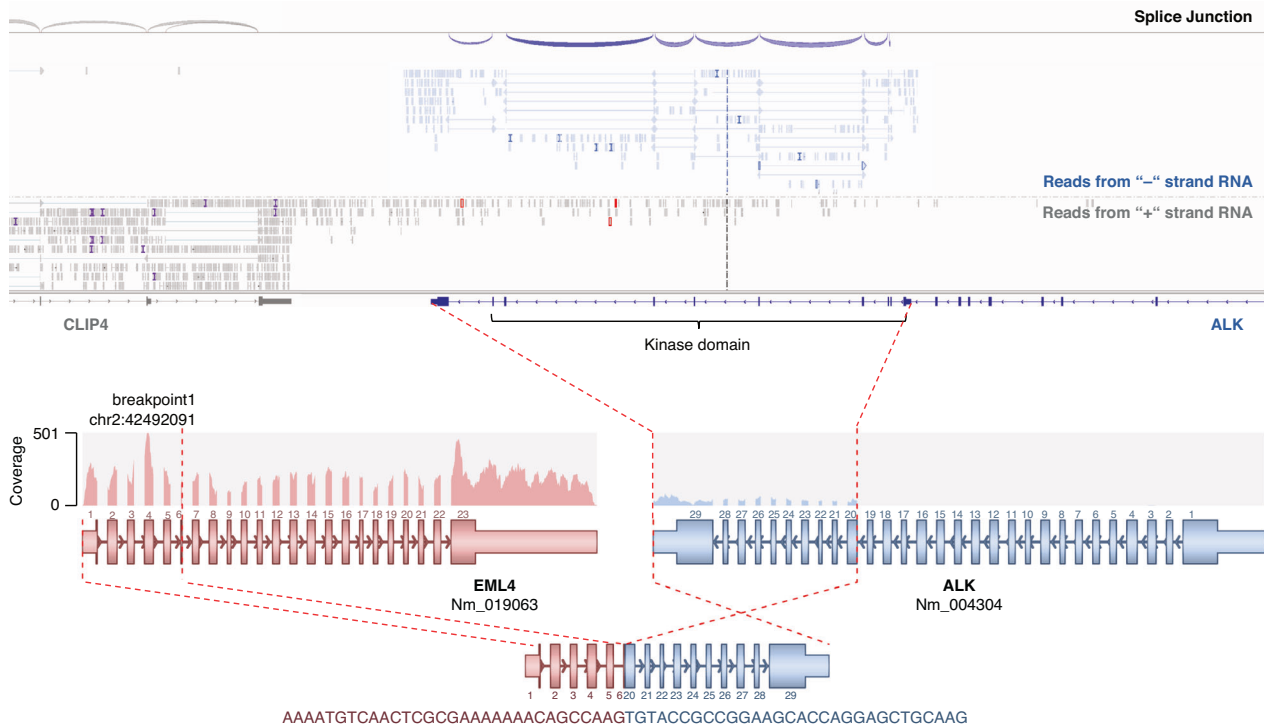 Splice Junction
Reads from “–“ strand RNA
Reads from “+“ strand RNA
CLIP4
ALK
Kinase domain
breakpoint1
chr2:42492091
Coverage
501
0
1 2 3 4 5 6 7 8 9 10 11 12 13 14 15 16 17 18 19 20 21 22 23
29 28 27 26 25 24 23 22 21 20 19 18 17 16 15 14 13 12 11 10 9 8 7 6 5 4 3 2 1
EML4
Nm_019063
ALK
Nm_004304
1 2 3 4 5 6 20 21 22 23 24 25 26 27 28 29
AAAATGTCAACTCGCGAAAAAAACAGCCAAGTGTACCGCCGGAAGCACCAGGAGCTGCAAG